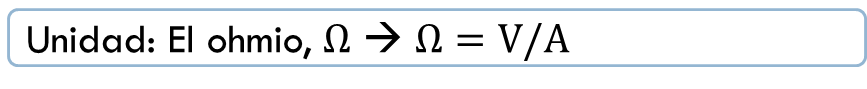 Unidad: El ohmio, Ω → Ω = V/A